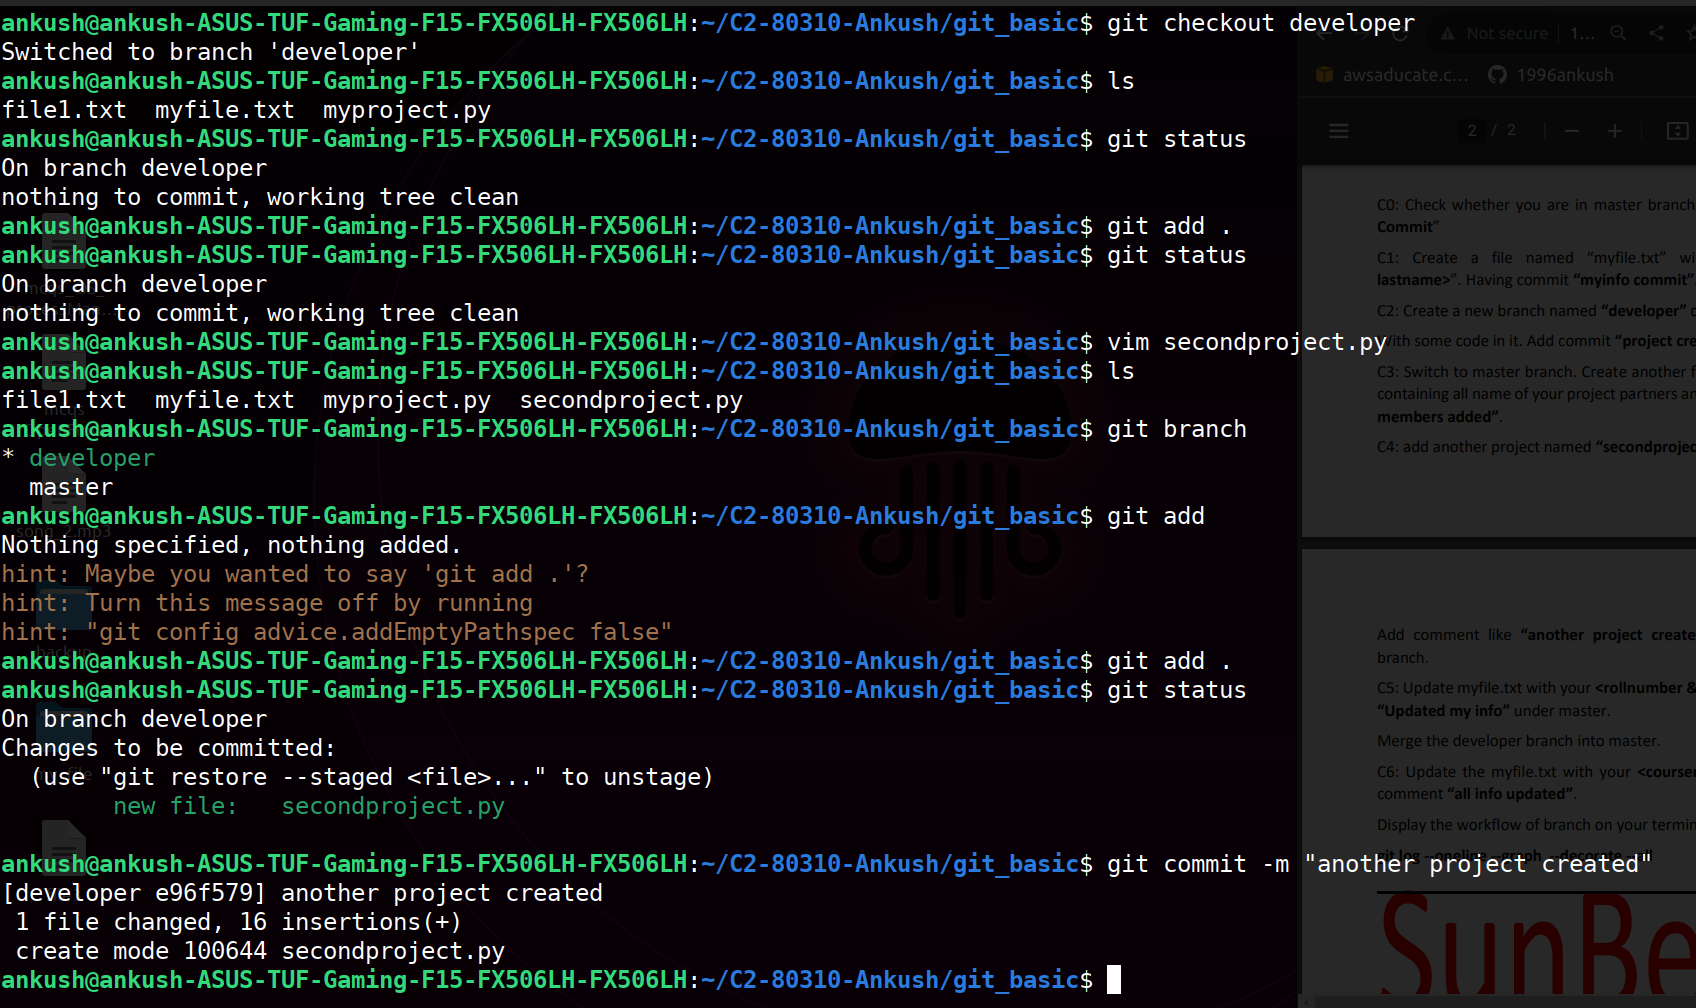 ankush@ankush-ASUS-TUF-Gaming-F15-FX506LH-FX506LH:~/C2-80310-Ankush/git_basic$ git checkout developer
Switched to branch 'developer'
ankush@ankush-ASUS-TUF-Gaming-F15-FX506LH-FX506LH:~/C2-80310-Ankush/git_basic$ ls
file1.txt  myfile.txt  myproject.py
ankush@ankush-ASUS-TUF-Gaming-F15-FX506LH-FX506LH:~/C2-80310-Ankush/git_basic$ git status
On branch developer
nothing to commit, working tree clean
ankush@ankush-ASUS-TUF-Gaming-F15-FX506LH-FX506LH:~/C2-80310-Ankush/git_basic$ git add .
ankush@ankush-ASUS-TUF-Gaming-F15-FX506LH-FX506LH:~/C2-80310-Ankush/git_basic$ git status
On branch developer
nothing to commit, working tree clean
ankush@ankush-ASUS-TUF-Gaming-F15-FX506LH-FX506LH:~/C2-80310-Ankush/git_basic$ vim secondproject.py
ankush@ankush-ASUS-TUF-Gaming-F15-FX506LH-FX506LH:~/C2-80310-Ankush/git_basic$ ls
file1.txt  myfile.txt  myproject.py  secondproject.py
ankush@ankush-ASUS-TUF-Gaming-F15-FX506LH-FX506LH:~/C2-80310-Ankush/git_basic$ git branch
* developer
  master
ankush@ankush-ASUS-TUF-Gaming-F15-FX506LH-FX506LH:~/C2-80310-Ankush/git_basic$ git add
Nothing specified, nothing added.
hint: Maybe you wanted to say 'git add .'?
hint: Turn this message off by running
hint: "git config advice.addEmptyPathspec false"
ankush@ankush-ASUS-TUF-Gaming-F15-FX506LH-FX506LH:~/C2-80310-Ankush/git_basic$ git add .
ankush@ankush-ASUS-TUF-Gaming-F15-FX506LH-FX506LH:~/C2-80310-Ankush/git_basic$ git status
On branch developer
Changes to be committed:
  (use "git restore --staged <file>..." to unstage)
        new file:   secondproject.py
ankush@ankush-ASUS-TUF-Gaming-F15-FX506LH-FX506LH:~/C2-80310-Ankush/git_basic$ git commit -m "another project created"
[developer e96f579] another project created
 1 file changed, 16 insertions(+)
 create mode 100644 secondproject.py
ankush@ankush-ASUS-TUF-Gaming-F15-FX506LH-FX506LH:~/C2-80310-Ankush/git_basic$
Not secure 1...
awsaducate.c... 1996ankush
2 / 2
C0: Check whether you are in master branch
Commit”
C1: Create a file named “myfile.txt” wi
lastname>”. Having commit “myinfo commit”
C2: Create a new branch named “developer”
With some code in it. Add commit “project cre
C3: Switch to master branch. Create another f
containing all name of your project partners an
members added”.
C4: add another project named “secondprojec
Add comment like “another project create
branch.
C5: Update myfile.txt with your <rollnumber &
“Updated my info” under master.
Merge the developer branch into master.
C6: Update the myfile.txt with your <course
comment “all info updated”.
Display the workflow of branch on your termin
git log --oneline --graph --decorate --all
SunBe
mcqs
song_2.mp3
backup